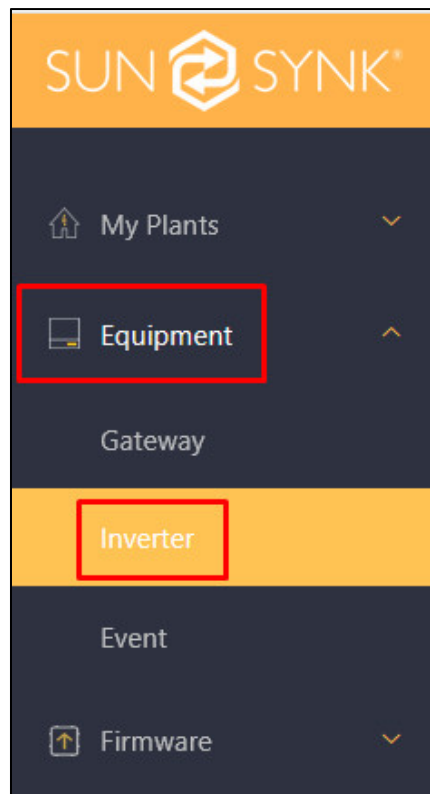 SUN SYNK®
My Plants
Equipment
Gateway
Inverter
Event
Firmware